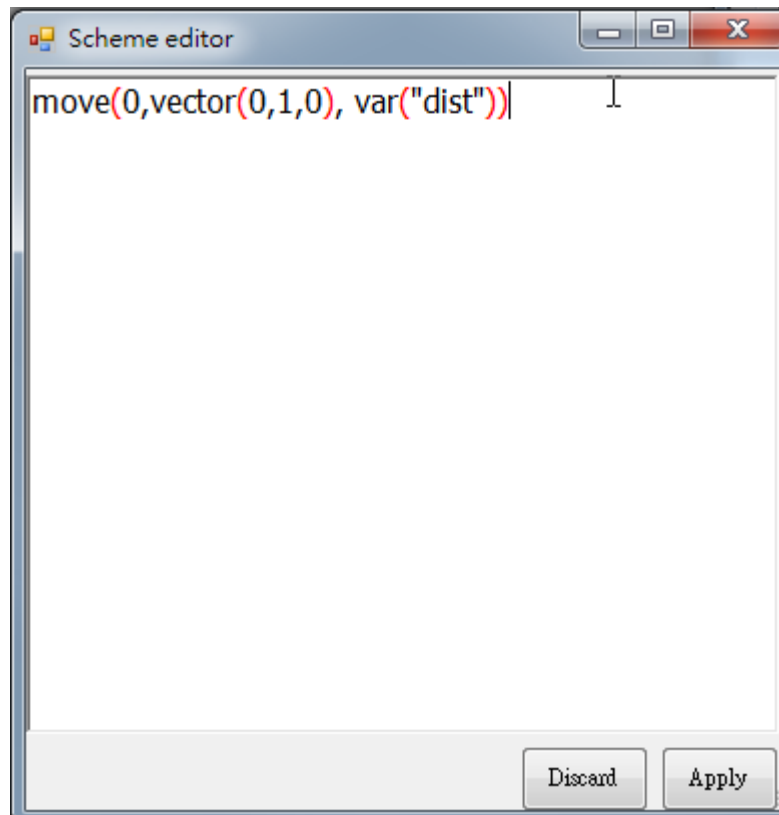 Scheme editor
move(0,vector(0,1,0), var("dist"))
Discard
Apply